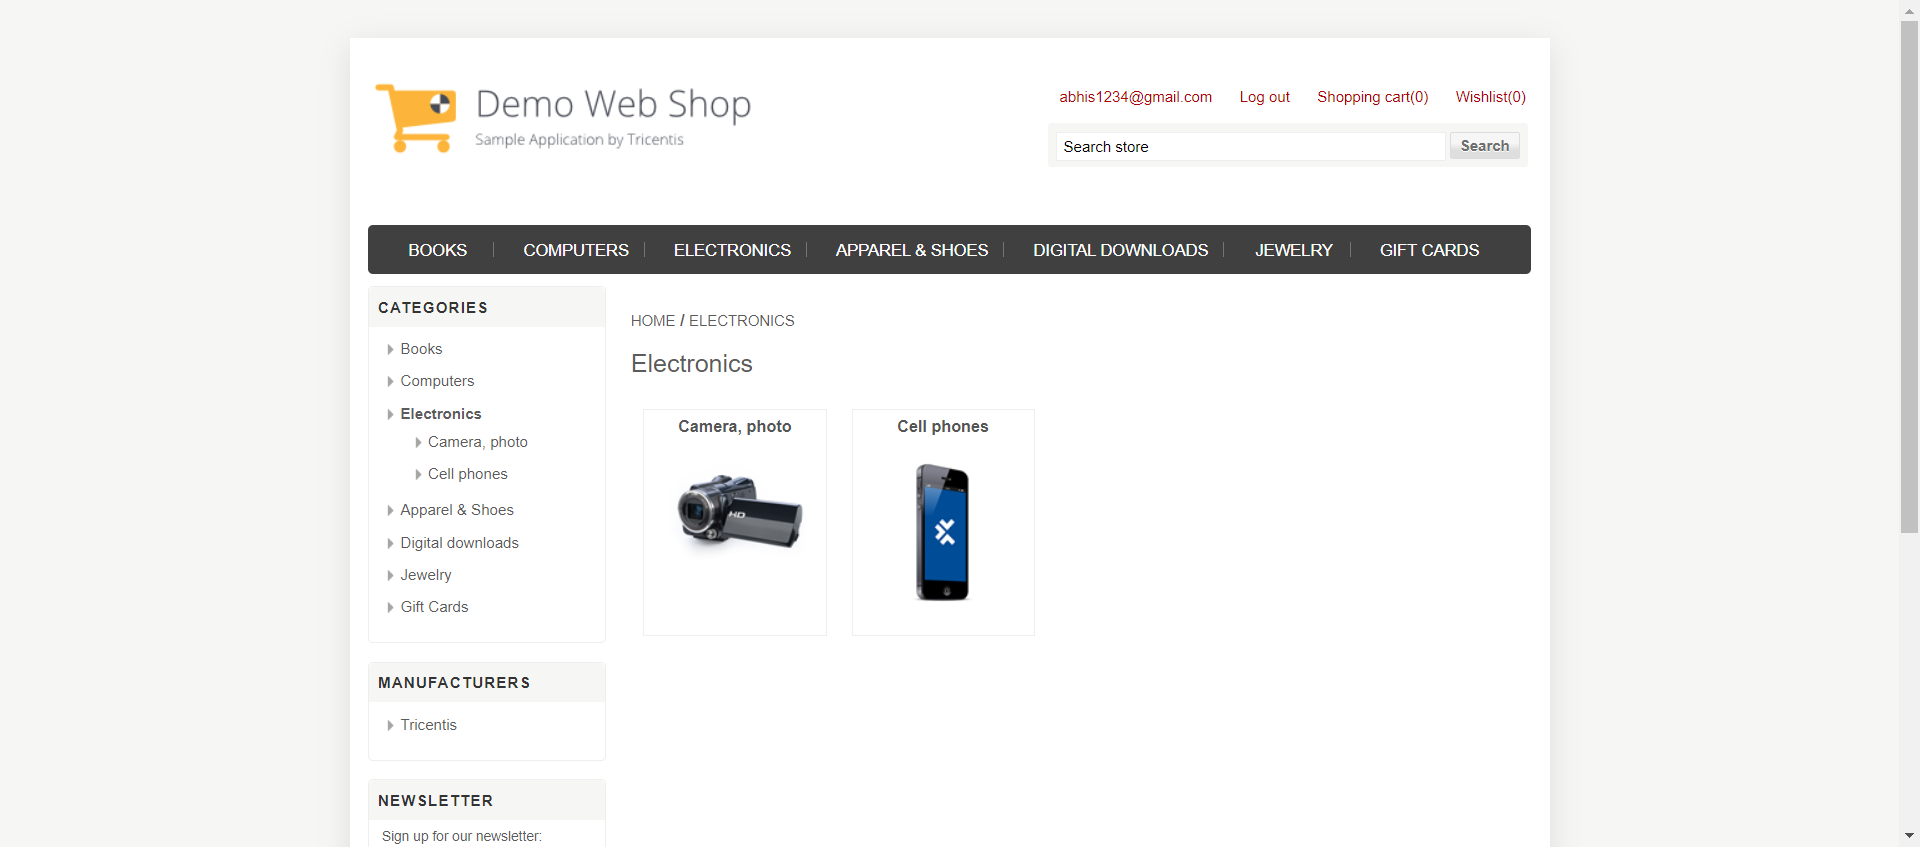 Demo Web Shop
Sample Application by Tricentis
abhis1234@gmail.com Log out Shopping cart(0) Wishlist(0)
Search store Search
BOOKS COMPUTERS ELECTRONICS APPAREL & SHOES DIGITAL DOWNLOADS JEWELRY GIFT CARDS
CATEGORIES
Books
Computers
Electronics
Camera, photo
Cell phones
Apparel & Shoes
Digital downloads
Jewelry
Gift Cards
MANUFACTURERS
Tricentis
NEWSLETTER
Sign up for our newsletter:
HOME / ELECTRONICS
Electronics
Camera, photo
HD
Cell phones